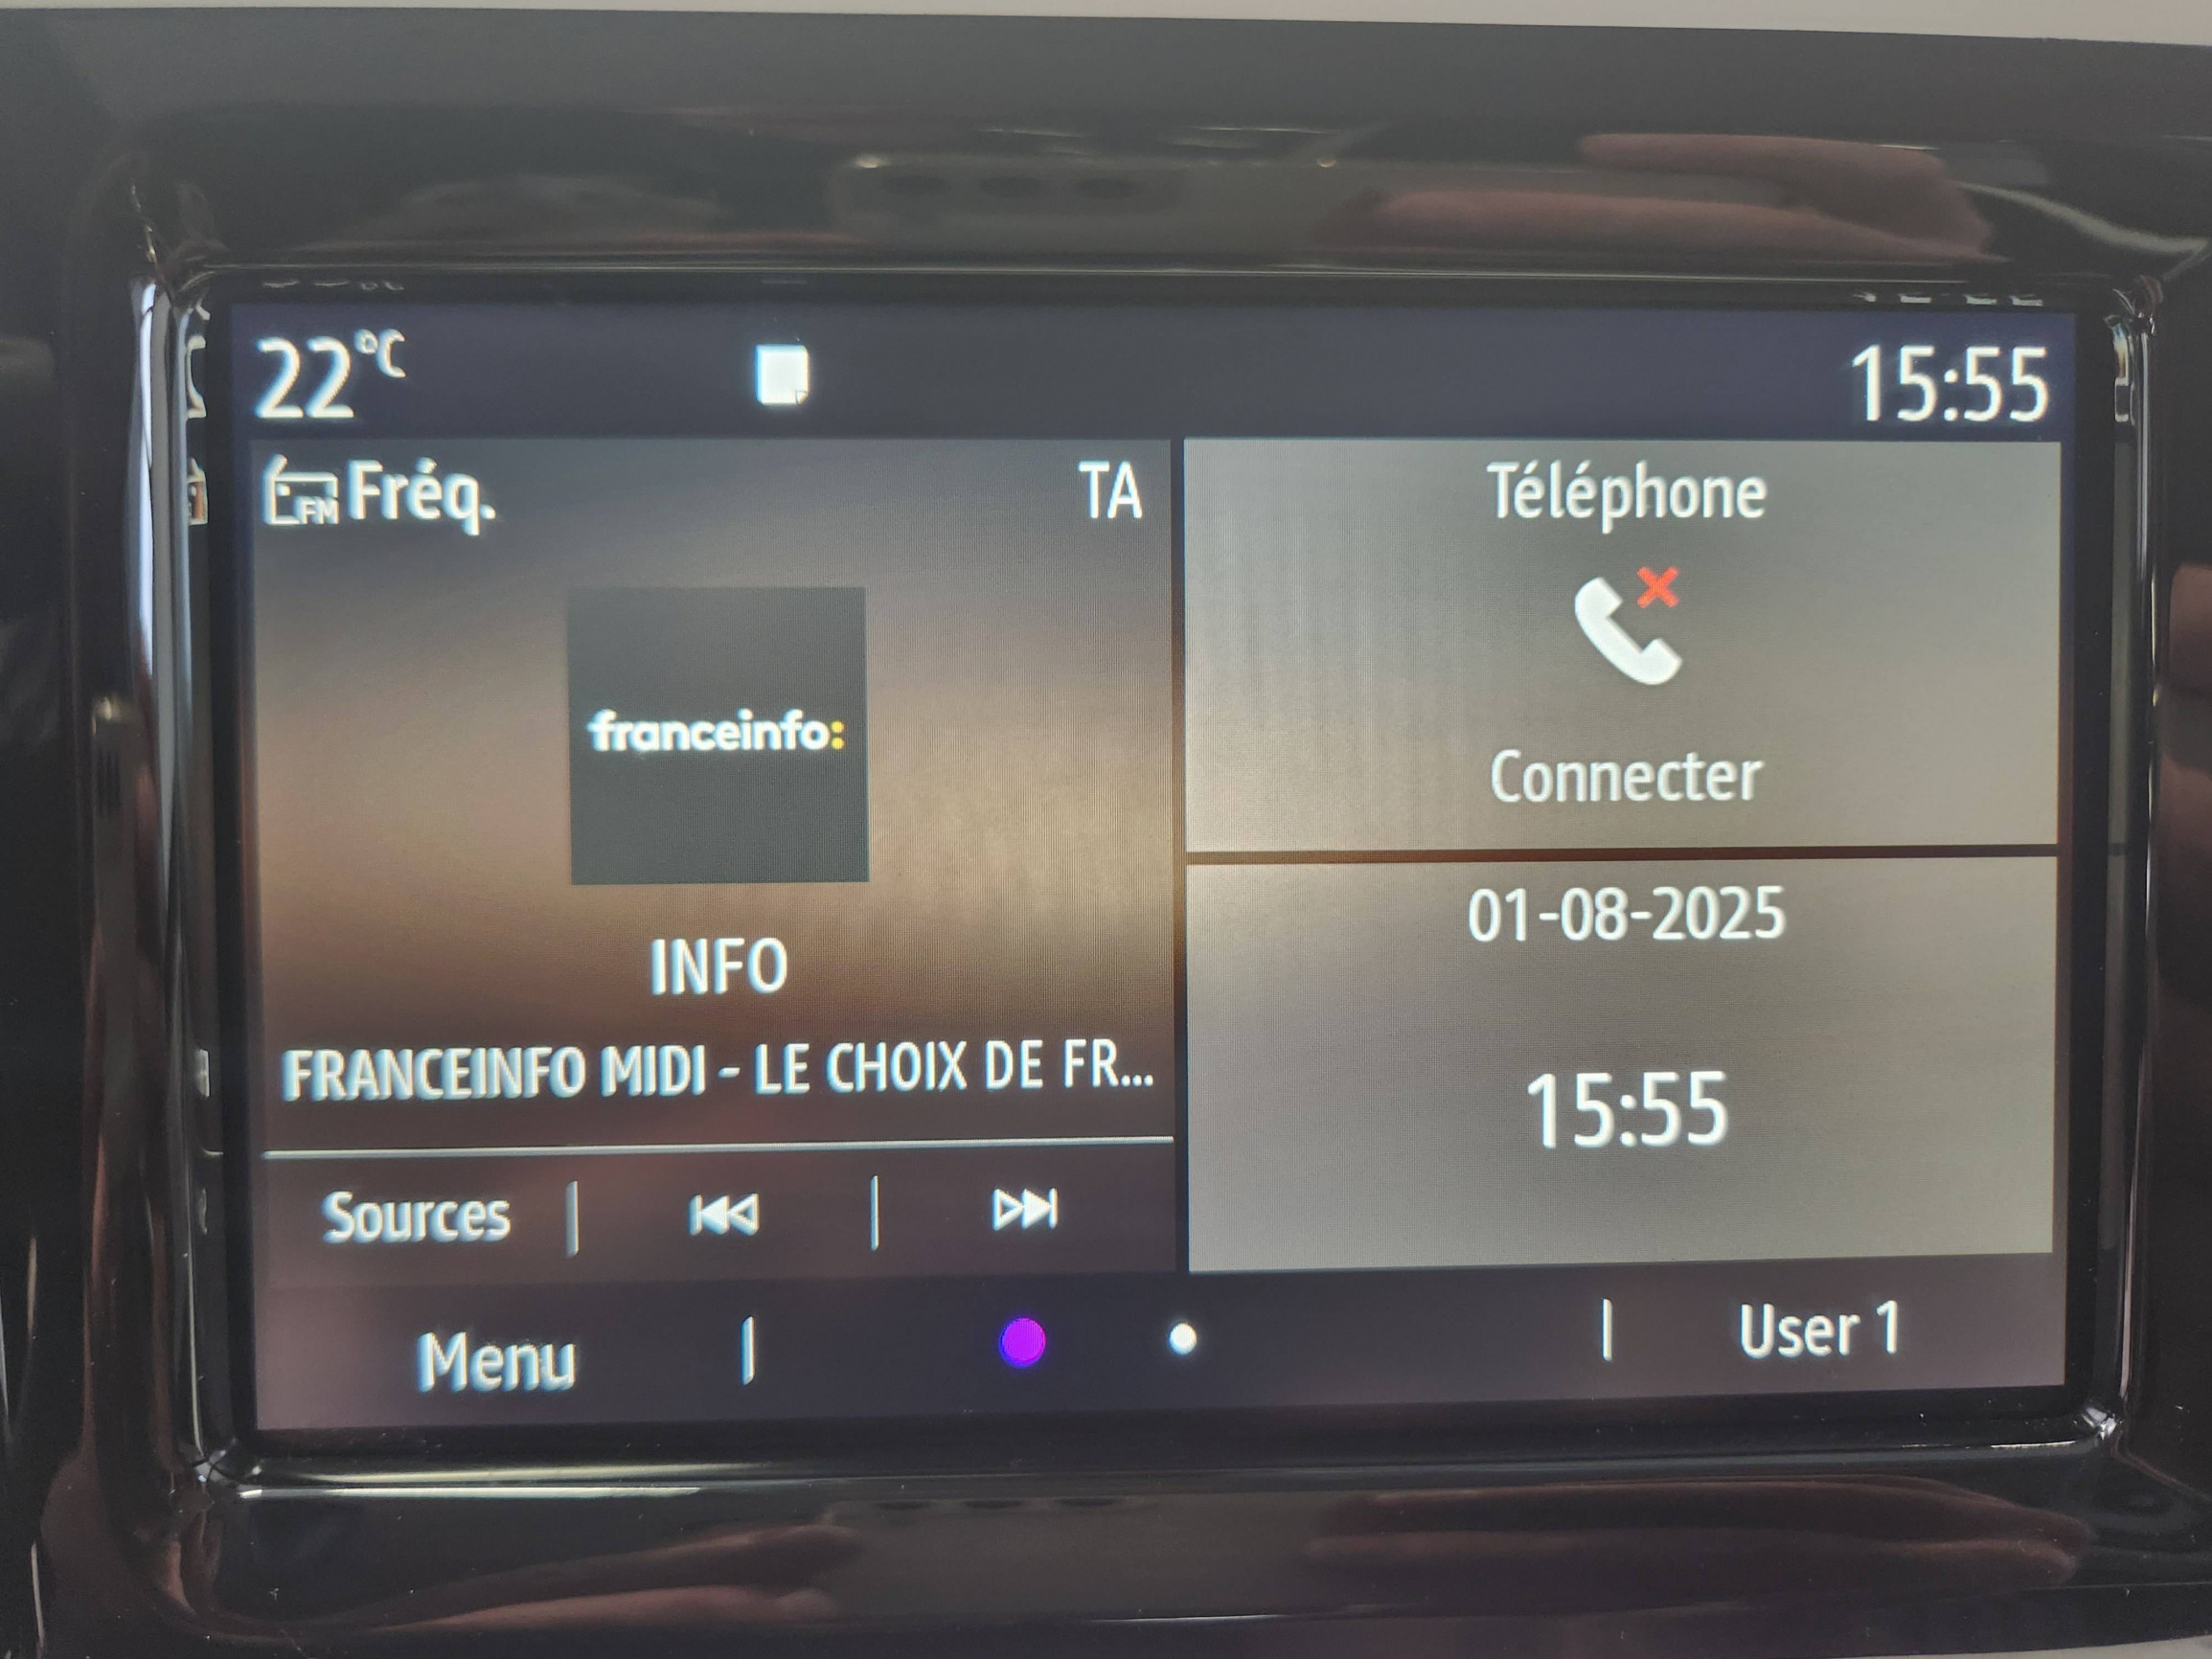 22°C
15:55
FM Fréq.
TA
franceinfo:
INFO
FRANCEINFO MIDI - LE CHOIX DE FR...
Sources
Téléphone
Connecter
01-08-2025
15:55
Menu
User 1